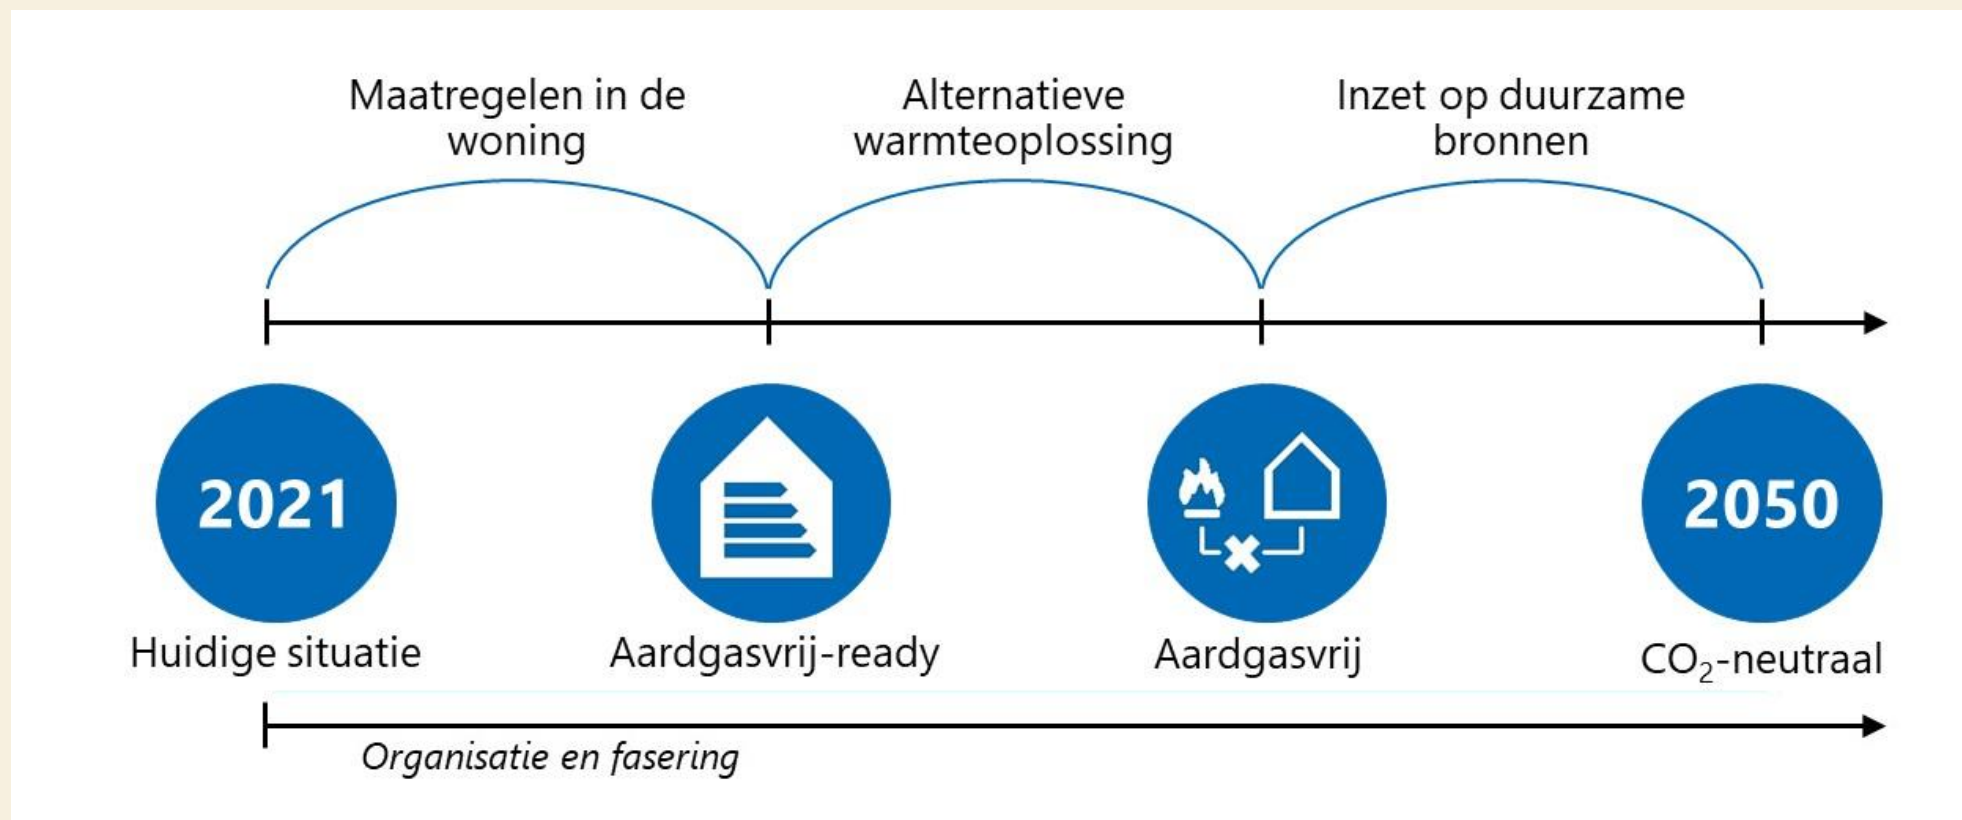 Maatregelen in de
woning
Alternatieve
warmteoplossing
Inzet op duurzame
bronnen
2021
2050
Huidige situatie
Aardgasvrij-ready
Aardgasvrij
CO₂-neutraal
Organisatie en fasering